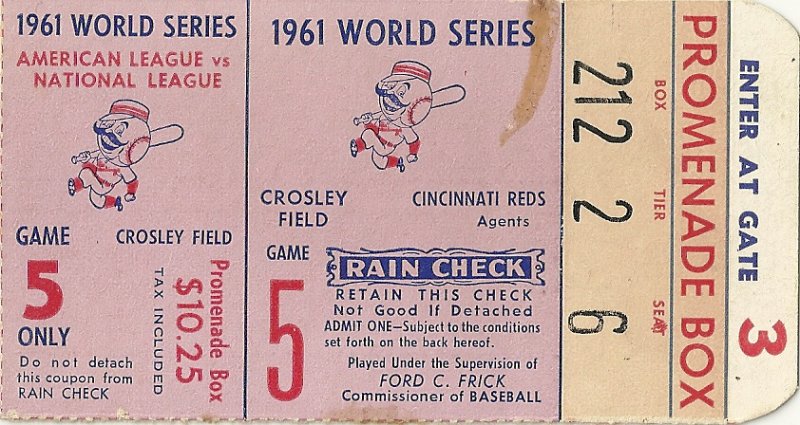 1961 WORLD SERIES
AMERICAN LEAGUE vs
NATIONAL LEAGUE
GAME
5
ONLY
CROSLEY FIELD
Promenade Box
$10.25
TAX INCLUDED
Do not detach
this coupon from
RAIN CHECK
1961 WORLD SERIES
CROSLEY
FIELD
CINCINNATI REDS
Agents
GAME
5
RAIN CHECK
RETAIN THIS CHECK
Not Good If Detached
ADMIT ONE—Subject to the conditions
set forth on the back hereof.
Played Under the Supervision of
FORD C. FRICK
Commissioner of BASEBALL
212 2 6
BOX TIER SEAT
PROMENADE BOX
ENTER AT GATE 3